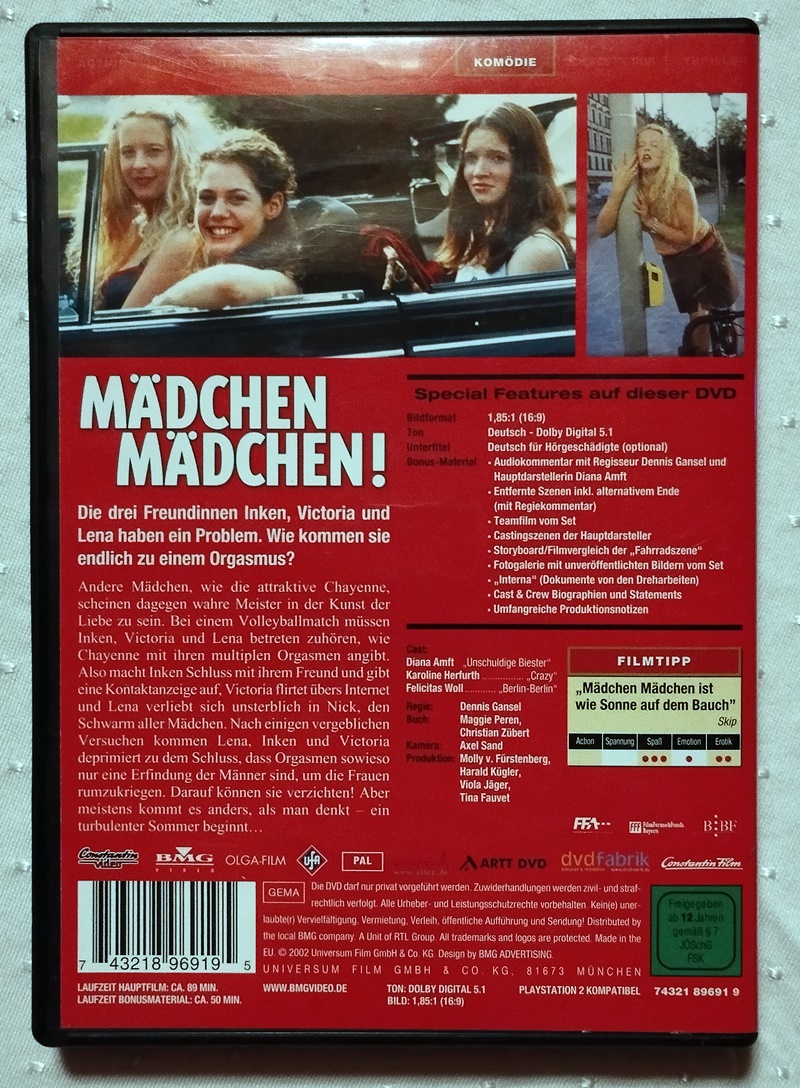 KOMÖDIE
MÄDCHEN
MÄDCHEN!
Die drei Freundinnen Inken, Victoria und
Lena haben ein Problem. Wie kommen sie
endlich zu einem Orgasmus?
Andere Mädchen, wie die attraktive Chayenne,
scheinen dagegen wahre Meister in der Kunst der
Liebe zu sein. Bei einem Volleyballmatch müssen
Inken, Victoria und Lena betreten zuhören, wie
Chayenne mit ihren multiplen Orgasmen angibt.
Also macht Inken Schluss mit ihrem Freund und gibt
eine Kontaktanzeige auf, Victoria flirtet übers Internet
und Lena verliebt sich unsterblich in Nick, den
Schwarm aller Mädchen. Nach einigen vergeblichen
Versuchen kommen Lena, Inken und Victoria
deprimiert zu dem Schluss, dass Orgasmen sowieso
nur eine Erfindung der Männer sind, um die Frauen
rumzukriegen. Darauf können sie verzichten! Aber
meistens kommt es anders, als man denkt – ein
turbulenter Sommer beginnt…
Special Features auf dieser DVD
Bildformat 1,85:1 (16:9)
Ton Deutsch - Dolby Digital 5.1
Untertitel Deutsch für Hörgeschädigte (optional)
Bonus-Material • Audiokommentar mit Regisseur Dennis Gansel und
Hauptdarstellerin Diana Amft
• Entfernte Szenen inkl. alternativem Ende
(mit Regiekommentar)
• Teamfilm vom Set
• Castingszenen der Hauptdarsteller
• Storyboard/Filmvergleich der „Fahrradszene“
• Fotogalerie mit unveröffentlichten Bildern vom Set
• „Interna“ (Dokumente von den Dreharbeiten)
• Cast & Crew Biographien und Statements
• Umfangreiche Produktionsnotizen
Cast:
Diana Amft „Unschuldige Biester“
Karoline Herfurth ............... „Crazy“
Felicitas Woll .......... „Berlin-Berlin“
Regie: Dennis Gansel
Buch: Maggie Peren,
Christian Zübert
Kamera: Axel Sand
Produktion: Molly v. Fürstenberg,
Harald Kügler,
Viola Jäger,
Tina Fauvet
FILMTIPP
„Mädchen Mädchen ist
wie Sonne auf dem Bauch”
Skip
Action Spannung Spaß Emotion Erotik
FFA
FFF FilmFernsehFonds
Bayern
B:BF
Constantin
video
BMG
VIDEO
OLGA-FILM
UFA
PAL
ARTT DVD
dvdfabrik
Constantin Film
GEMA
Die DVD darf nur privat vorgeführt werden. Zuwiderhandlungen werden zivil- und straf-
rechtlich verfolgt. Alle Urheber- und Leistungsschutzrechte vorbehalten. Kein(e) uner-
laubte(r) Vervielfältigung, Vermietung, Verleih, öffentliche Aufführung und Sendung! Distributed by
the local BMG company. A Unit of RTL Group. All trademarks and logos are protected. Made in the
EU. © 2002 Universum Film GmbH & Co. KG. Design by BMG ADVERTISING.
UNIVERSUM FILM GMBH & CO. KG, 81673 MÜNCHEN
Freigegeben
ab 12 Jahren
gemäß § 7
JÖSchG
FSK
7 43218 96919 5
LAUFZEIT HAUPTFILM: CA. 89 MIN.
LAUFZEIT BONUSMATERIAL: CA. 50 MIN.
WWW.BMGVIDEO.DE
TON: DOLBY DIGITAL 5.1
BILD: 1,85:1 (16:9)
PLAYSTATION 2 KOMPATIBEL
74321 89691 9